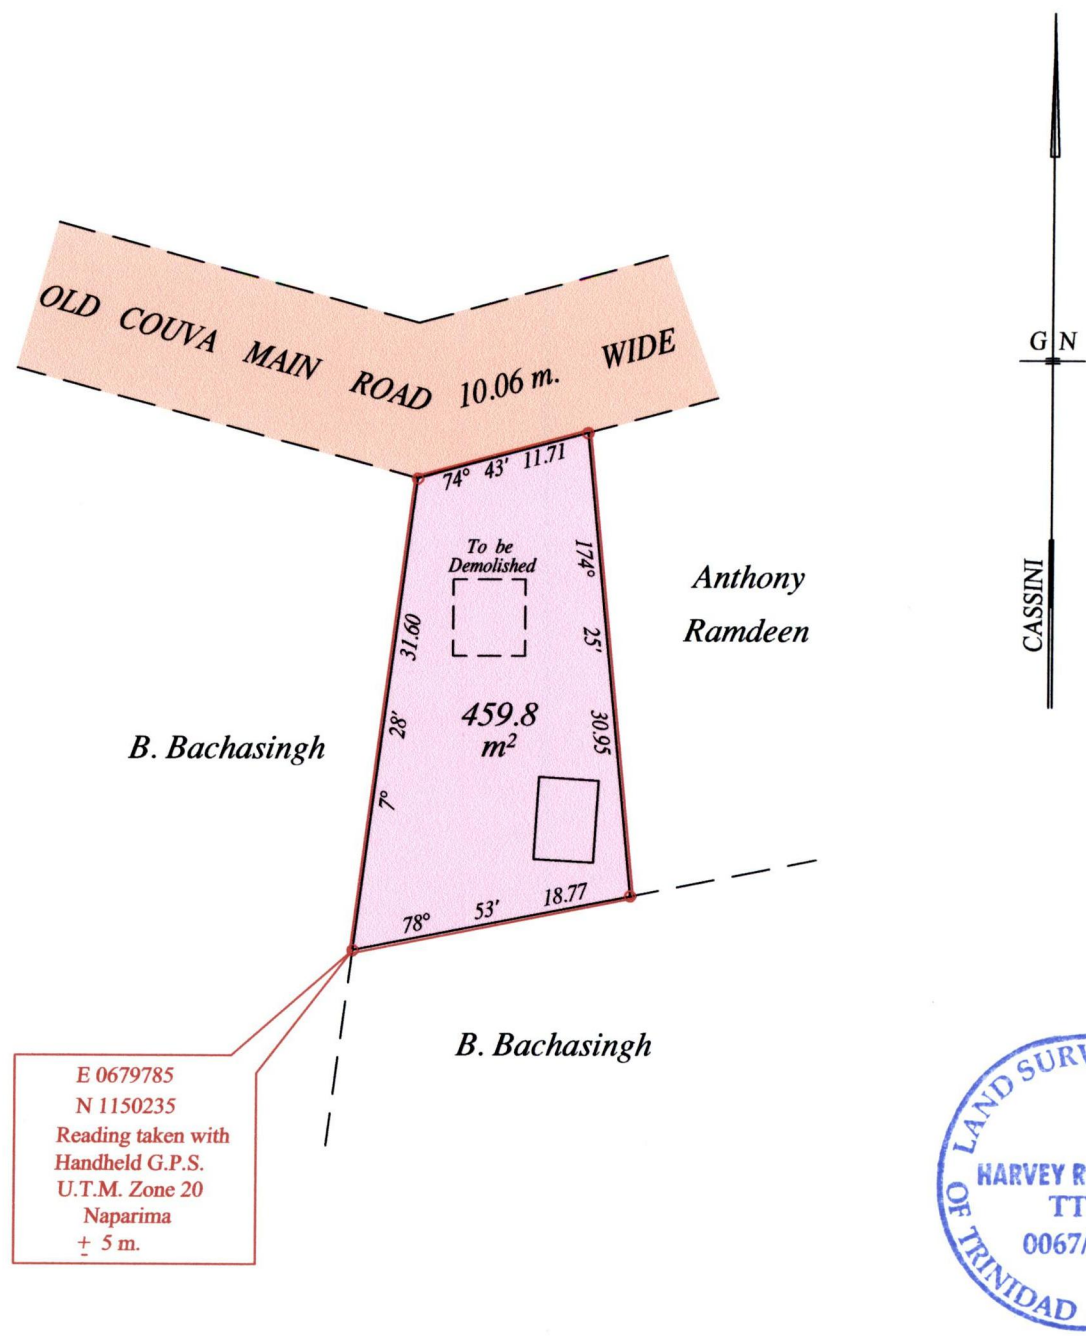 G N
CASSINI
OLD COUVA MAIN ROAD 10.06 m. WIDE
74° 43' 11.71
174° 25' 30.95
7° 28' 31.60
78° 53' 18.77
To be
Demolished
459.8
m²
Anthony
Ramdeen
B. Bachasingh
B. Bachasingh
E 0679785
N 1150235
Reading taken with
Handheld G.P.S.
U.T.M. Zone 20
Naparima
± 5 m.
LAND SURV
HARVEY R
TT
0067/
OF TRINIDAD